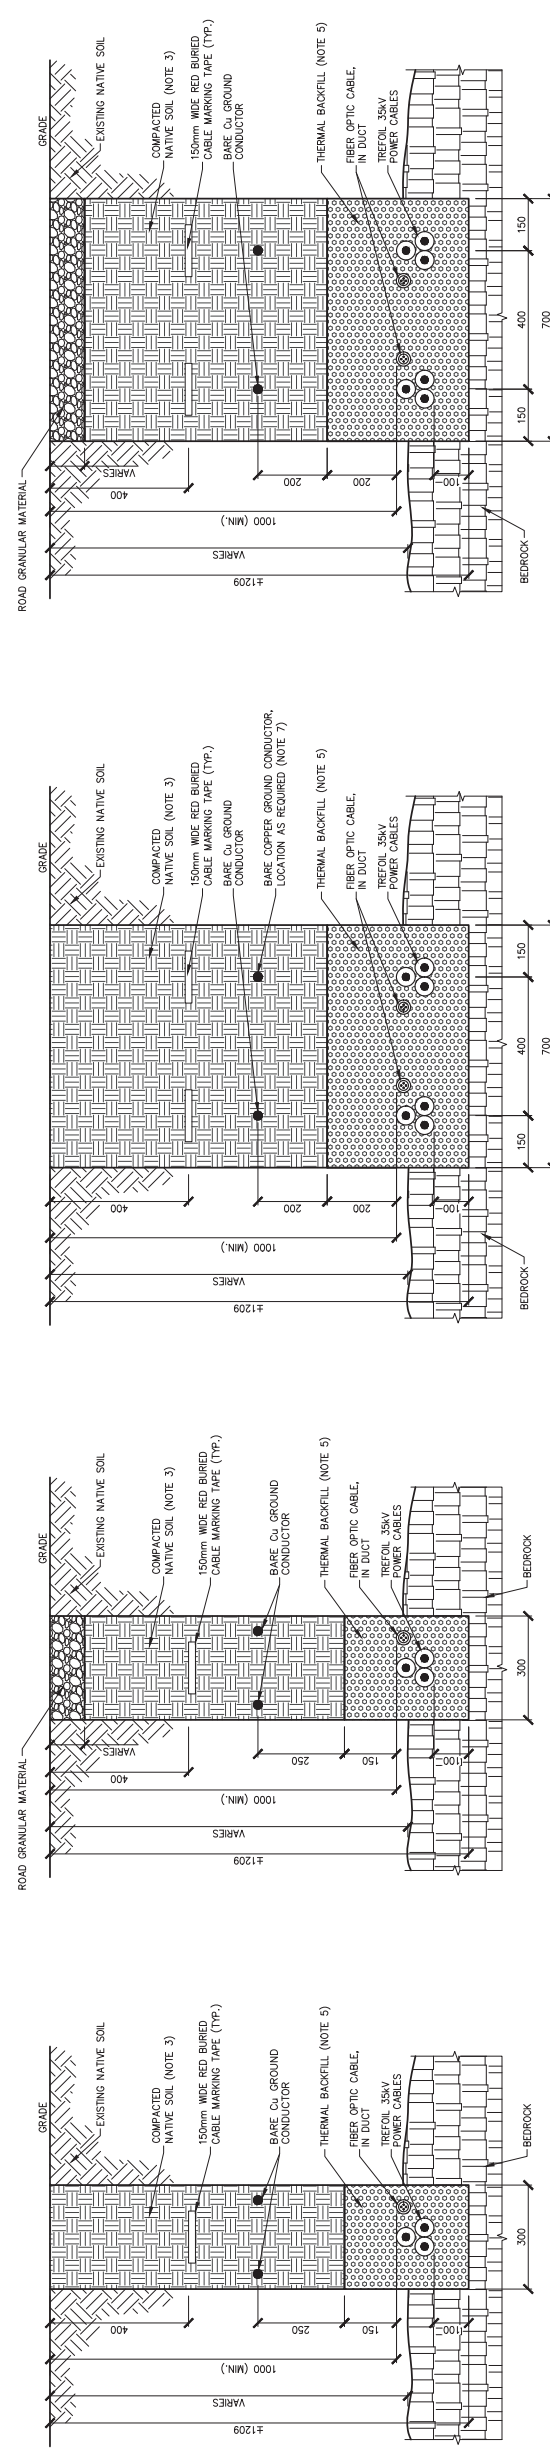 ROAD GRANULAR MATERIAL
GRADE
EXISTING NATIVE SOIL
COMPACTED
NATIVE SOIL (NOTE 3)
150mm WIDE RED BURIED
CABLE MARKING TAPE (TYP.)
BARE Cu GROUND
CONDUCTOR
THERMAL BACKFILL (NOTE 5)
FIBER OPTIC CABLE,
IN DUCT
TREFOIL 35kV
POWER CABLES
VARIES
400
200
200
100
1000 (MIN.)
VARIES
±1209
BEDROCK
150
400
150
700
GRADE
EXISTING NATIVE SOIL
COMPACTED
NATIVE SOIL (NOTE 3)
150mm WIDE RED BURIED
CABLE MARKING TAPE (TYP.)
BARE Cu GROUND
CONDUCTOR
BARE COPPER GROUND CONDUCTOR,
LOCATION AS REQUIRED (NOTE 7)
THERMAL BACKFILL (NOTE 5)
FIBER OPTIC CABLE,
IN DUCT
TREFOIL 35kV
POWER CABLES
400
200
200
100
1000 (MIN.)
VARIES
±1209
BEDROCK
150
400
150
700
ROAD GRANULAR MATERIAL
GRADE
EXISTING NATIVE SOIL
COMPACTED
NATIVE SOIL (NOTE 3)
150mm WIDE RED BURIED
CABLE MARKING TAPE (TYP.)
BARE Cu GROUND
CONDUCTOR
THERMAL BACKFILL (NOTE 5)
FIBER OPTIC CABLE,
IN DUCT
TREFOIL 35kV
POWER CABLES
BEDROCK
VARIES
400
250
150
100
1000 (MIN.)
VARIES
±1209
300
GRADE
EXISTING NATIVE SOIL
COMPACTED
NATIVE SOIL (NOTE 3)
150mm WIDE RED BURIED
CABLE MARKING TAPE (TYP.)
BARE Cu GROUND
CONDUCTOR
THERMAL BACKFILL (NOTE 5)
FIBER OPTIC CABLE,
IN DUCT
TREFOIL 35kV
POWER CABLES
BEDROCK
400
250
150
100
1000 (MIN.)
VARIES
±1209
300